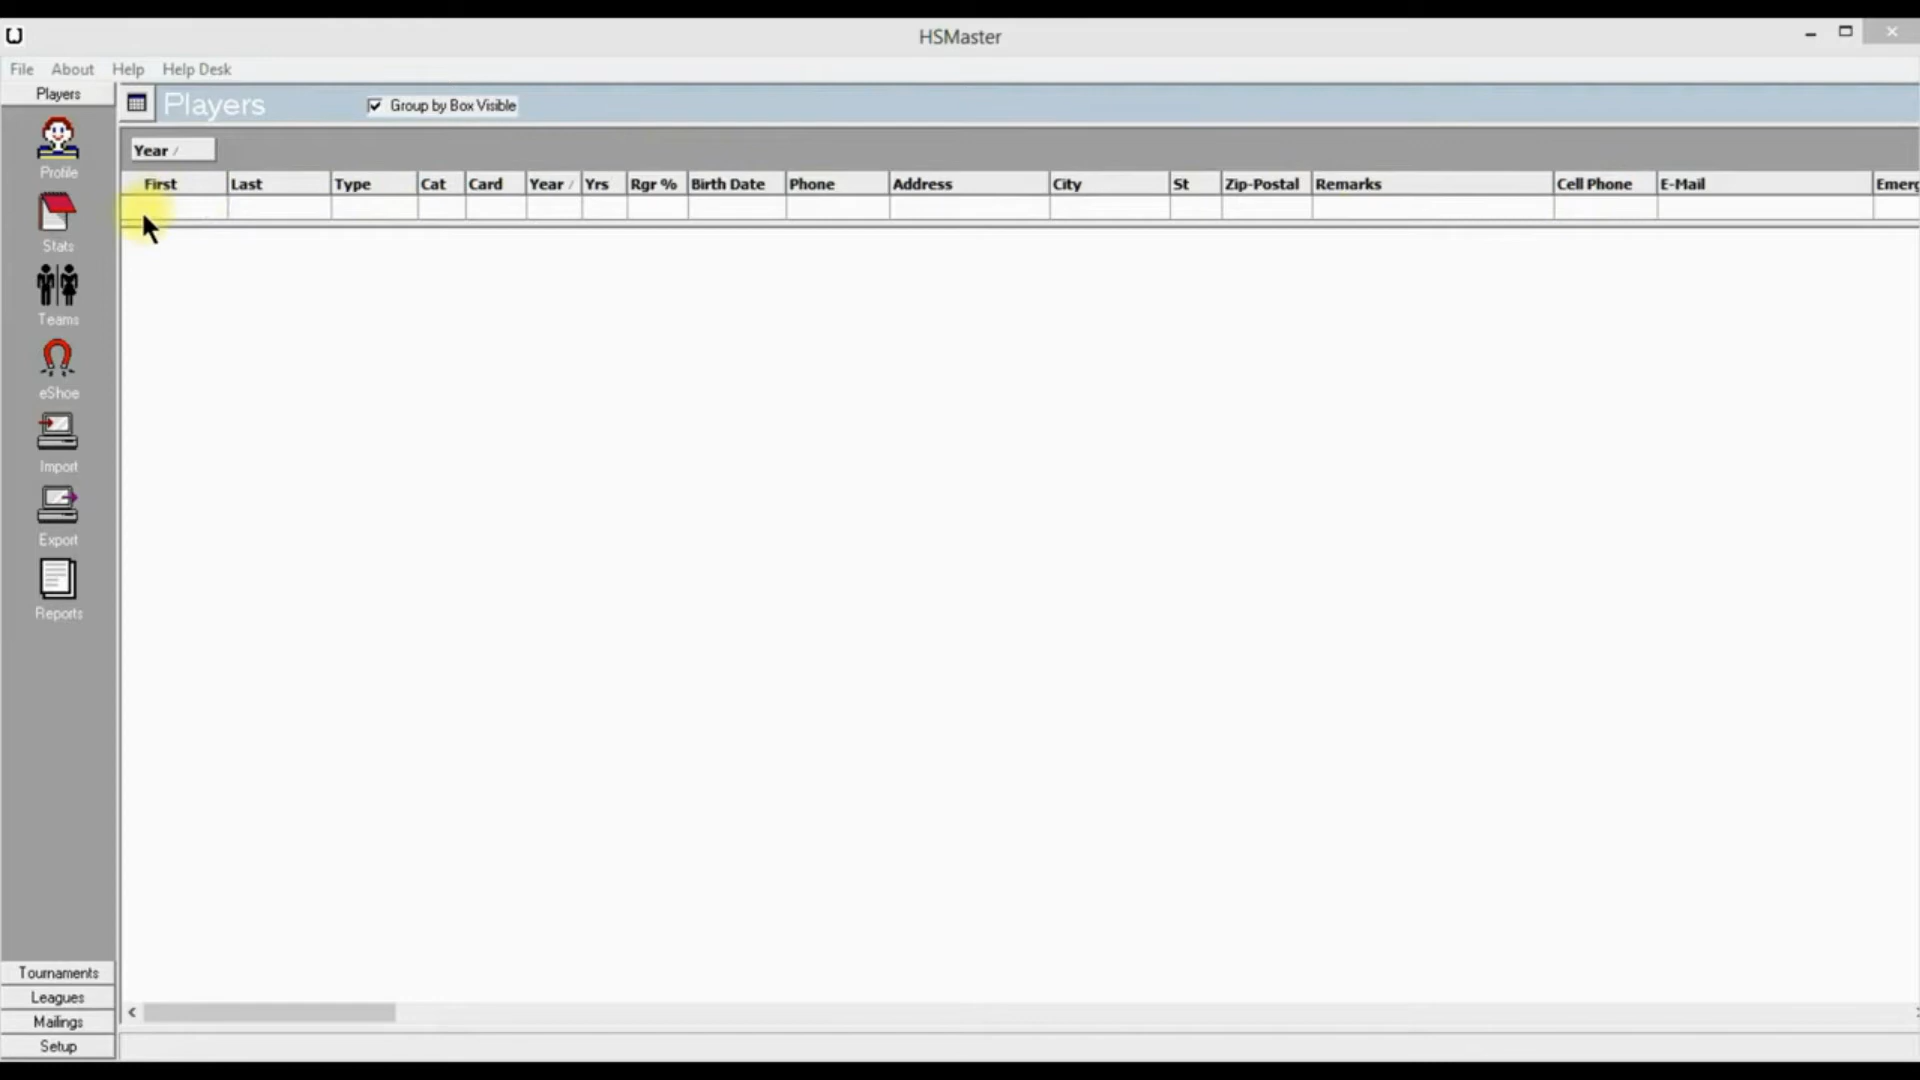 HSMaster
File About Help Help Desk
Players
Players
Group by Box Visible
Year
First Last Type Cat Card Year Yrs Rgr % Birth Date Phone Address City St Zip-Postal Remarks Cell Phone E-Mail Emerg
Profile
Stats
Teams
eShoe
Import
Export
Reports
Tournaments
Leagues
Mailings
Setup